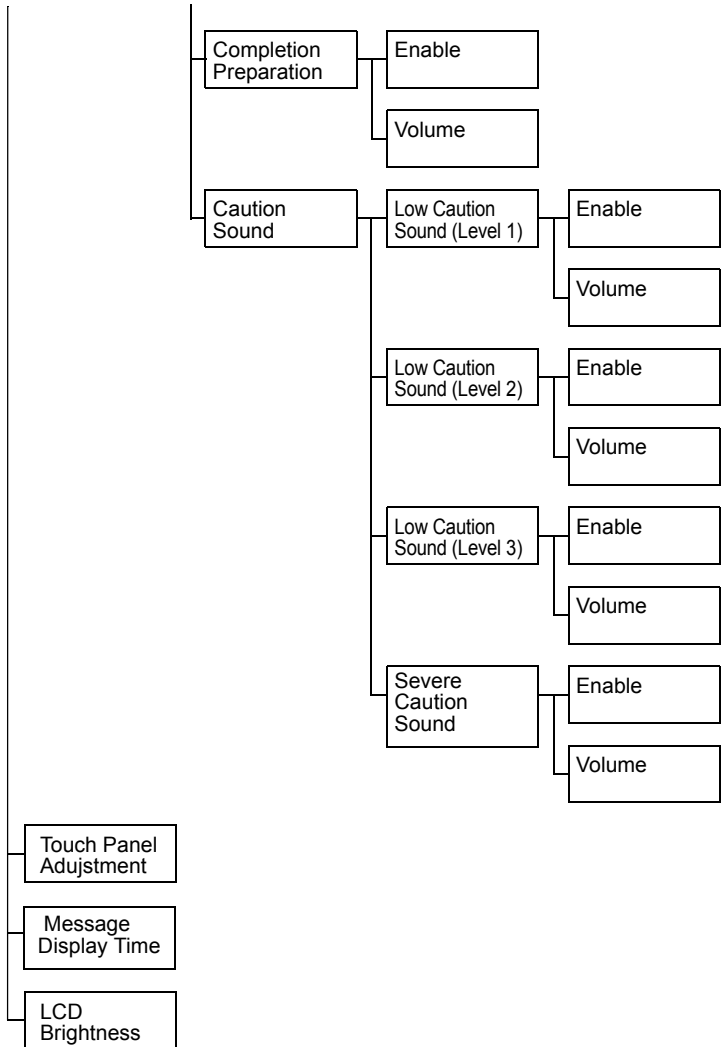 Completion
Preparation
Enable
Volume
Caution
Sound
Low Caution
Sound (Level 1)
Enable
Volume
Low Caution
Sound (Level 2)
Enable
Volume
Low Caution
Sound (Level 3)
Enable
Volume
Severe
Caution
Sound
Enable
Volume
Touch Panel
Adujstment
Message
Display Time
LCD
Brightness